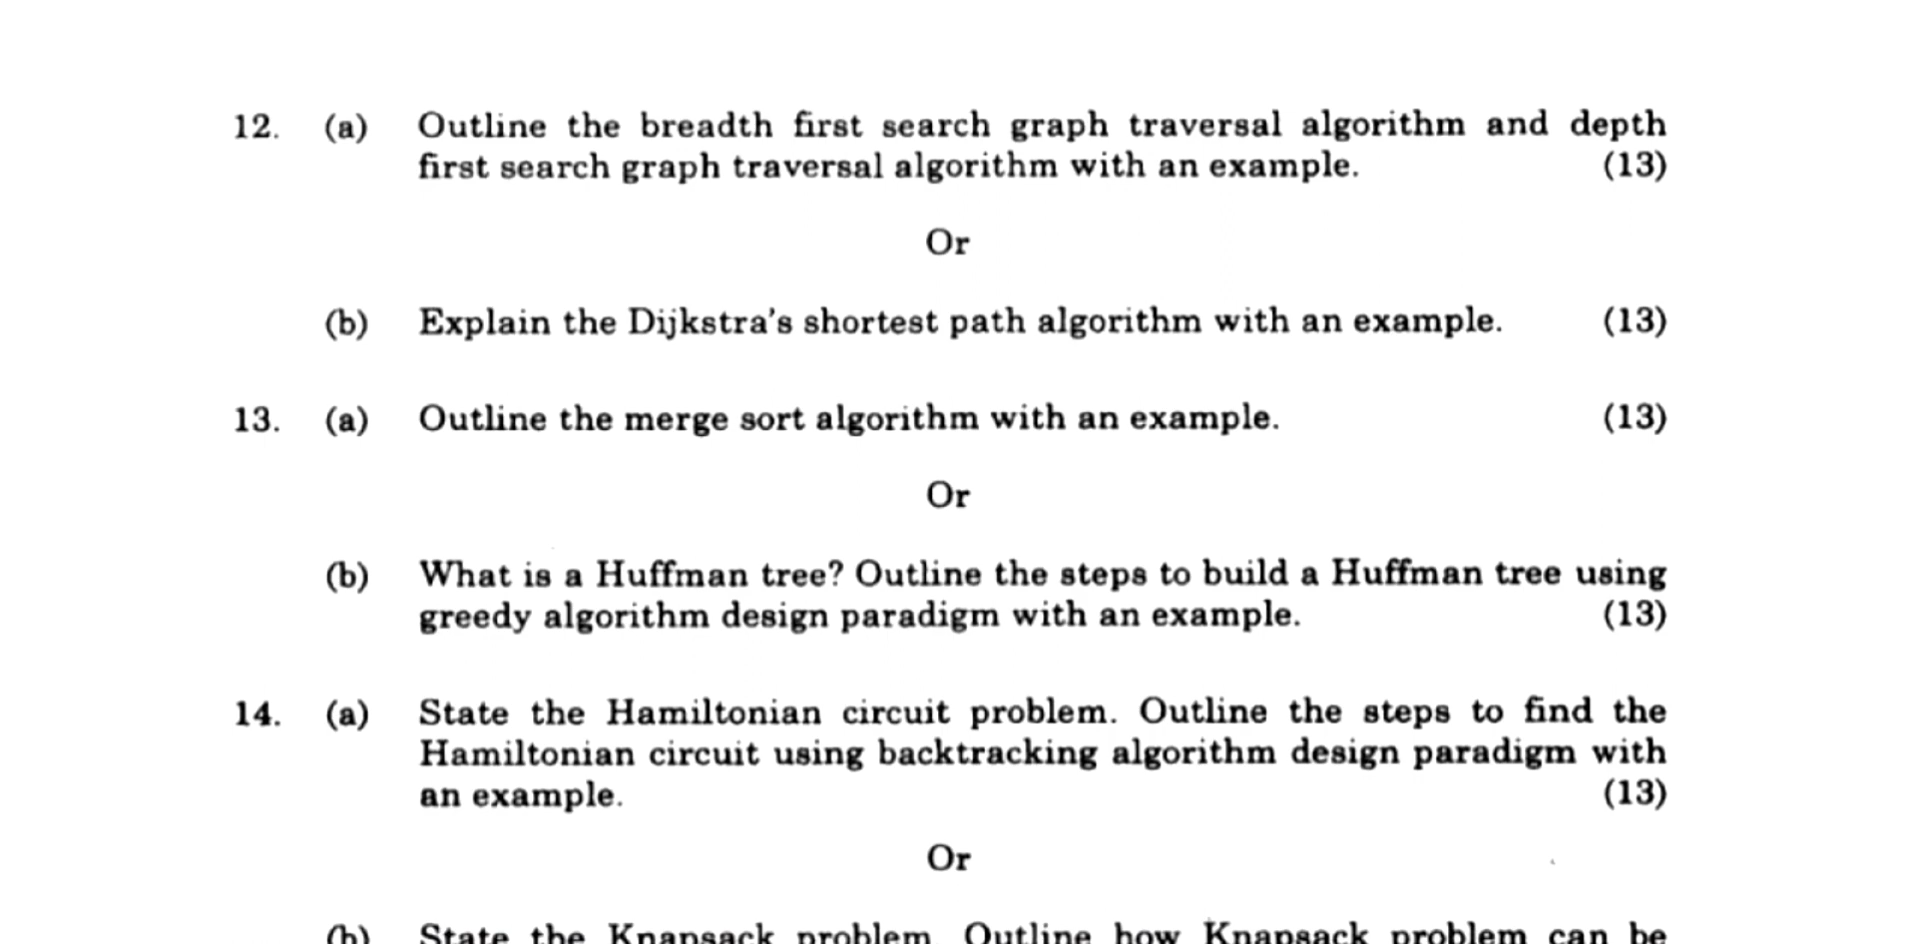 12. (a) Outline the breadth first search graph traversal algorithm and depth
first search graph traversal algorithm with an example. (13)
Or
(b) Explain the Dijkstra's shortest path algorithm with an example. (13)
13. (a) Outline the merge sort algorithm with an example. (13)
Or
(b) What is a Huffman tree? Outline the steps to build a Huffman tree using
greedy algorithm design paradigm with an example. (13)
14. (a) State the Hamiltonian circuit problem. Outline the steps to find the
Hamiltonian circuit using backtracking algorithm design paradigm with
an example. (13)
Or
(b) State the Knapsack problem. Outline how Knapsack problem can be